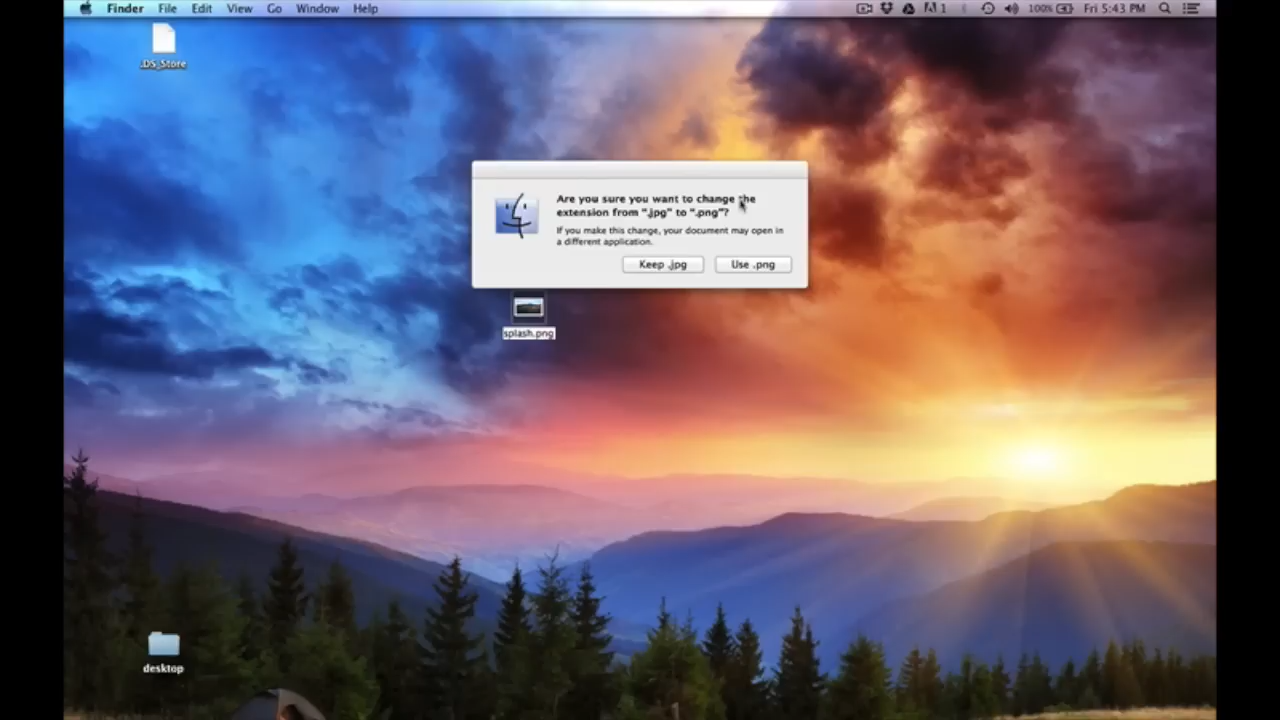 Finder File Edit View Go Window Help
1 100% Fri 5:43 PM
.DS_Store
Are you sure you want to change the
extension from “.jpg” to “.png”?
If you make this change, your document may open in
a different application.
Keep .jpg Use .png
splash.png
desktop